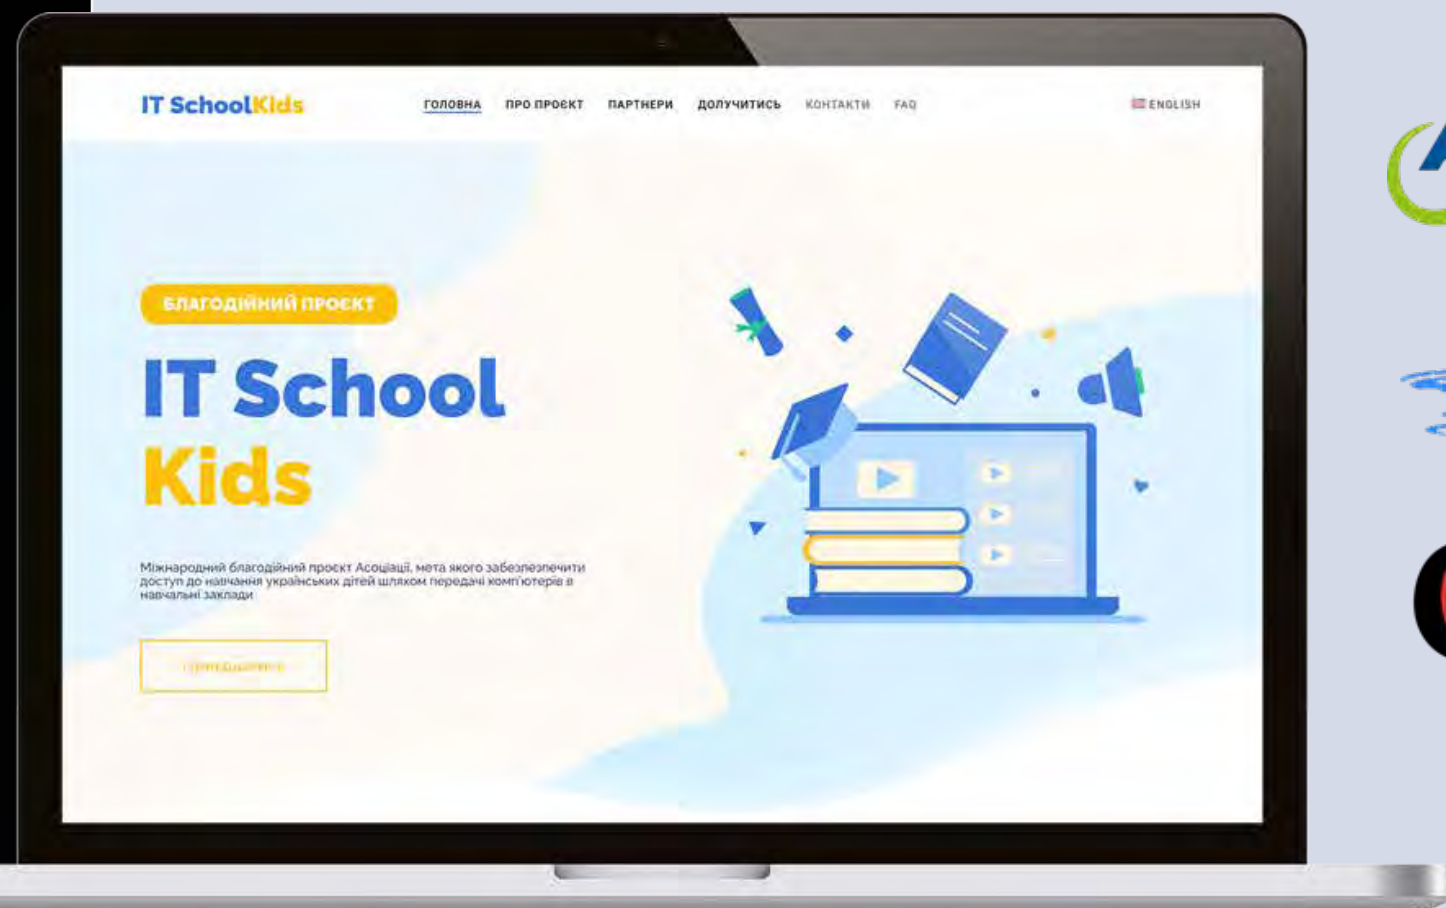 IT SchoolKids
ГОЛОВНА ПРО ПРОЄКТ ПАРТНЕРИ ДОЛУЧИТИСЬ КОНТАКТИ FAQ
ENGLISH
БЛАГОДІЙНИЙ ПРОЄКТ
IT School
Kids
Міжнародний благодійний проєкт Асоціації, мета якого забезпезпечити
доступ до навчання українських дітей шляхом передачі комп'ютерів в
навчальні заклади